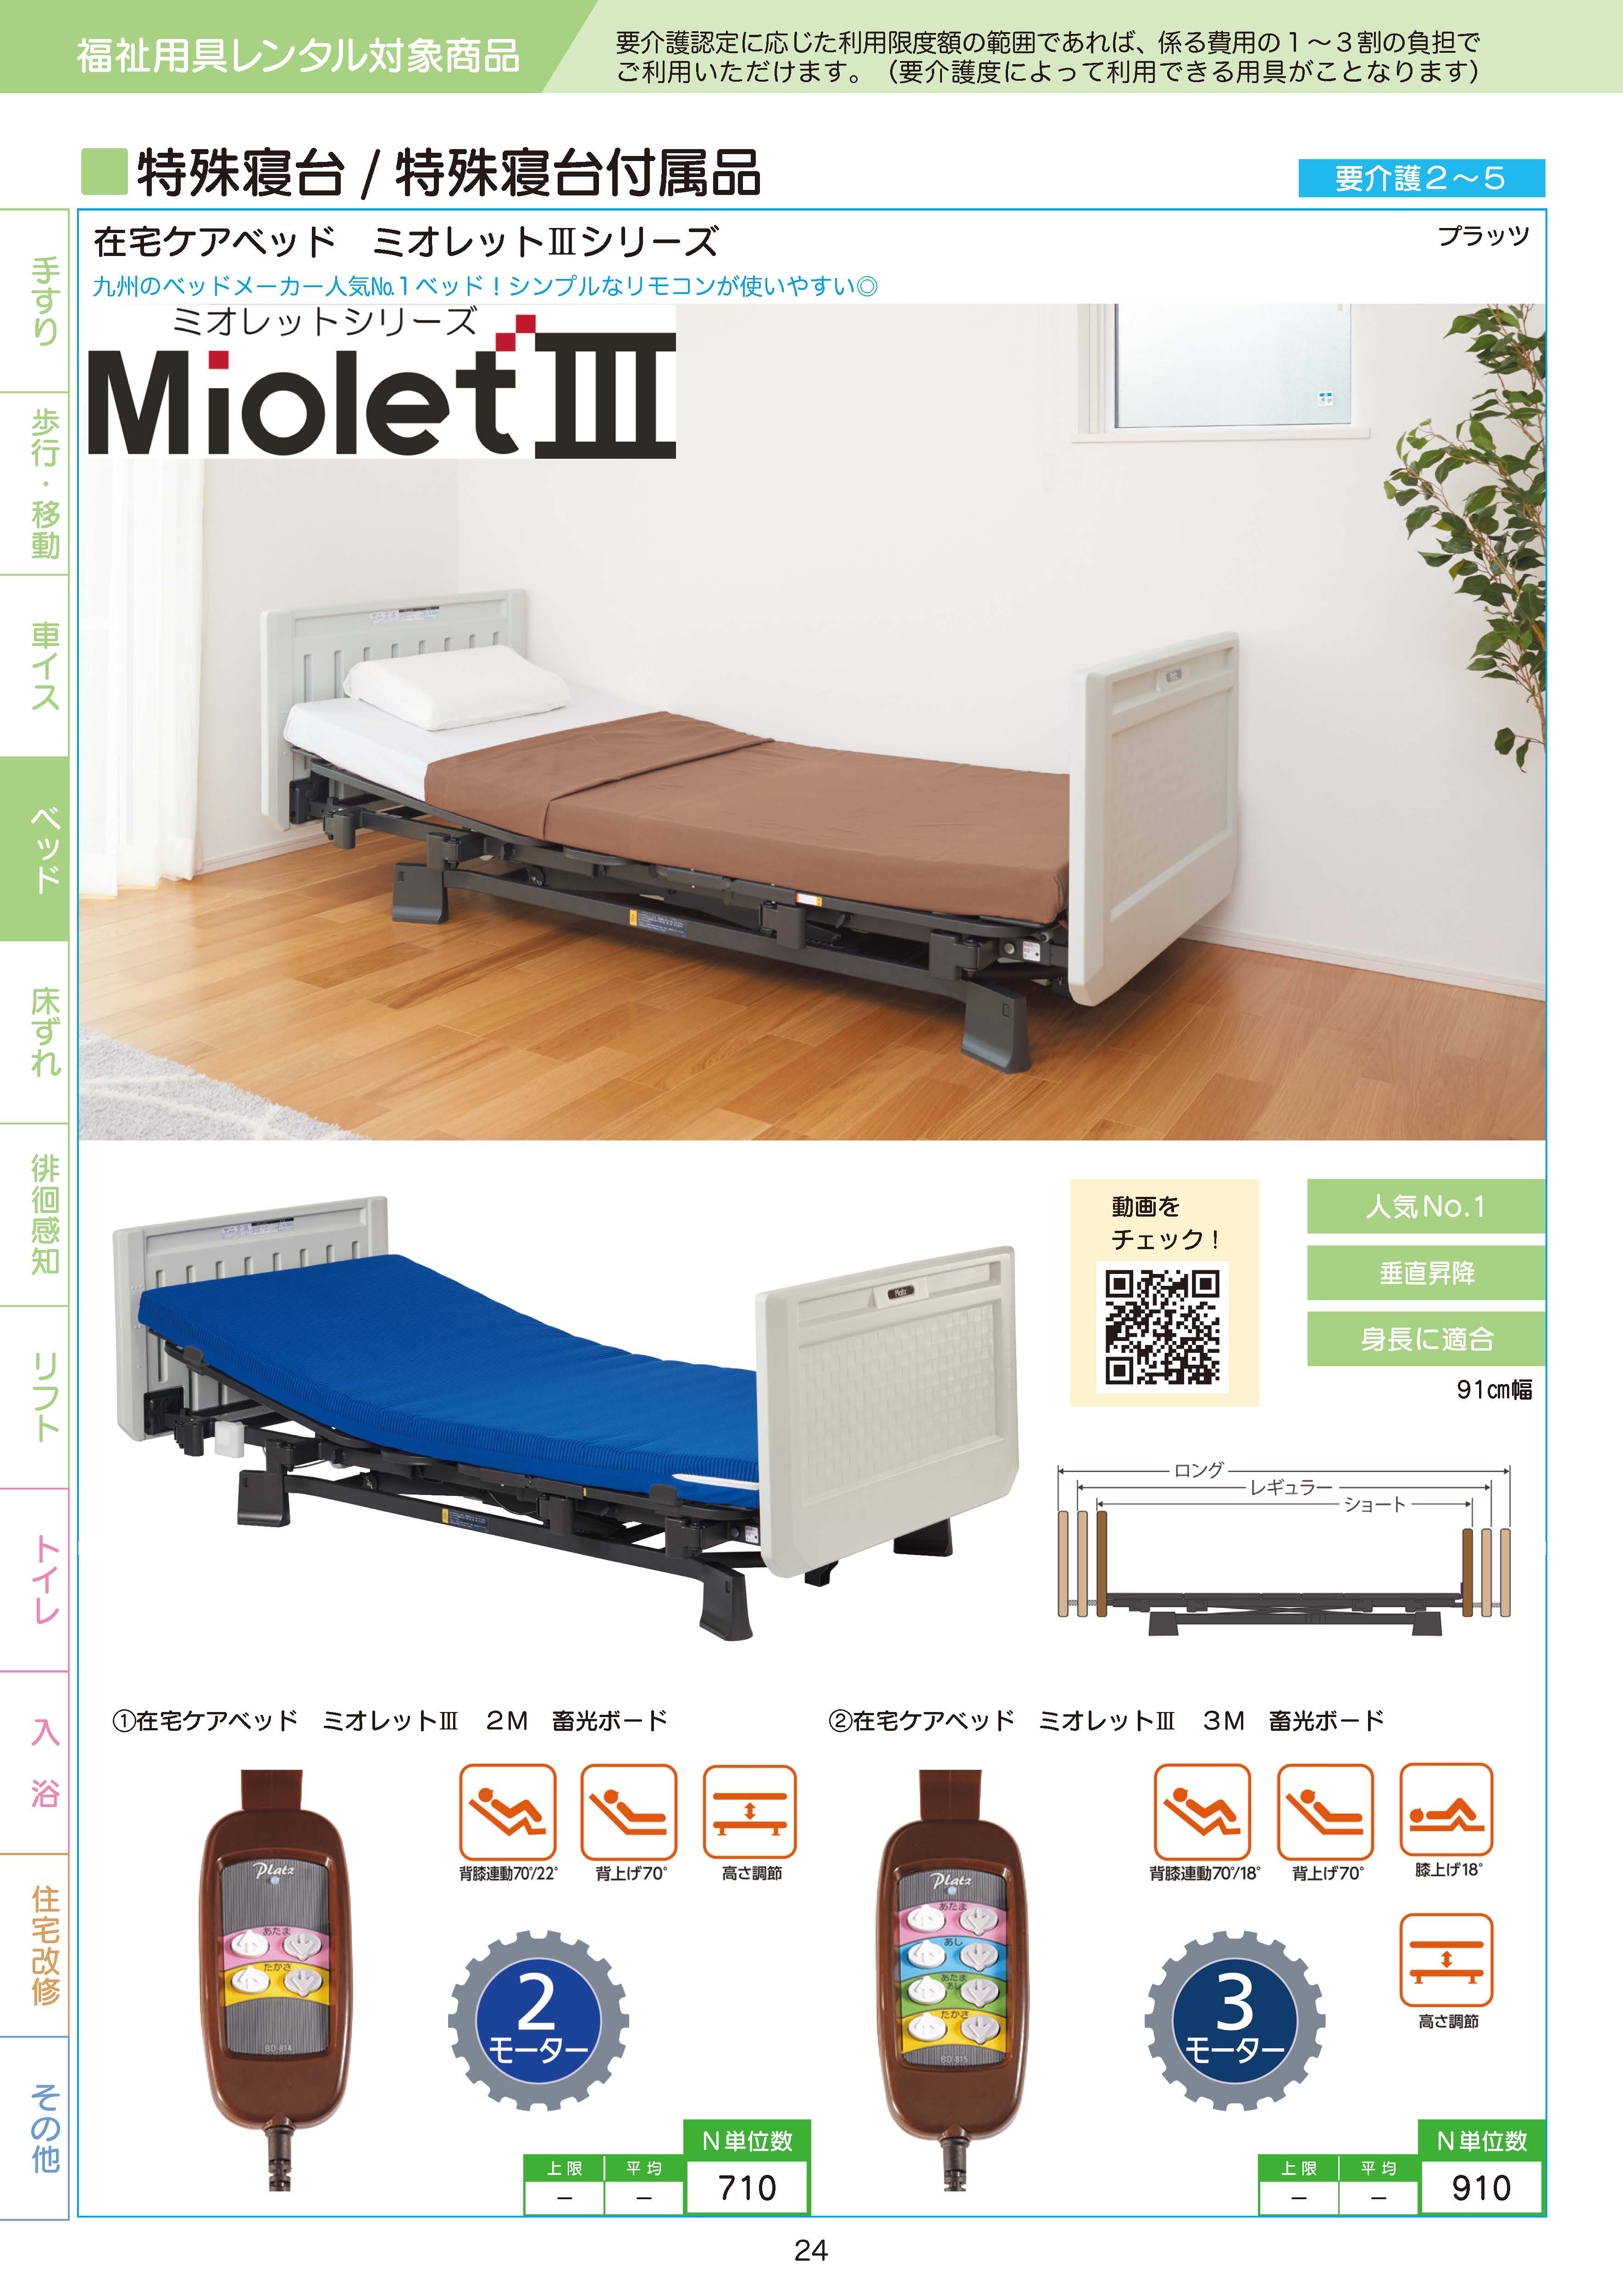 福祉用具レンタル対象商品
要介護認定に応じた利用限度額の範囲であれば、係る費用の１～３割の負担で
ご利用いただけます。（要介護度によって利用できる用具がことなります）
■特殊寝台 / 特殊寝台付属品
要介護２～５
在宅ケアベッド　ミオレットⅢシリーズ
プラッツ
九州のベッドメーカー人気№１ベッド！シンプルなリモコンが使いやすい◎
ミオレットシリーズ
Miolet III
手すり
歩行・移動
車イス
ベッド
床ずれ
徘徊感知
リフト
トイレ
入　浴
住宅改修
その他
Platz
動画を
チェック！
人気No.1
垂直昇降
身長に適合
91㎝幅
ロング
レギュラー
ショート
①在宅ケアベッド　ミオレットⅢ　２Ｍ　畜光ボード
Platz
あたま
たかさ
BD-814
背膝連動70°/22°
背上げ70°
高さ調節
2
モーター
上限
平均
Ｎ単位数
－
－
710
②在宅ケアベッド　ミオレットⅢ　３Ｍ　畜光ボード
Platz
あたま
あし
あたま
あし
たかさ
BD-815
背膝連動70°/18°
背上げ70°
膝上げ18°
高さ調節
3
モーター
上限
平均
Ｎ単位数
－
－
910
24